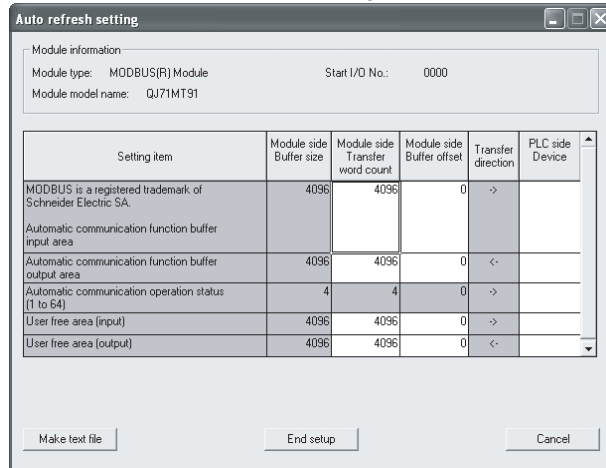 Auto refresh setting
Module information
Module type: MODBUS(R) Module Start I/O No.: 0000
Module model name: QJ71MT91
Setting item
Module side Buffer size
Module side Transfer word count
Module side Buffer offset
Transfer direction
PLC side Device
MODBUS is a registered trademark of
Schneider Electric SA.
Automatic communication function buffer
input area
4096 4096 0 ->
Automatic communication function buffer
output area
4096 4096 0 <-
Automatic communication operation status
(1 to 64)
4 4 0 ->
User free area (input) 4096 4096 0 ->
User free area (output) 4096 4096 0 <-
Make text file End setup Cancel